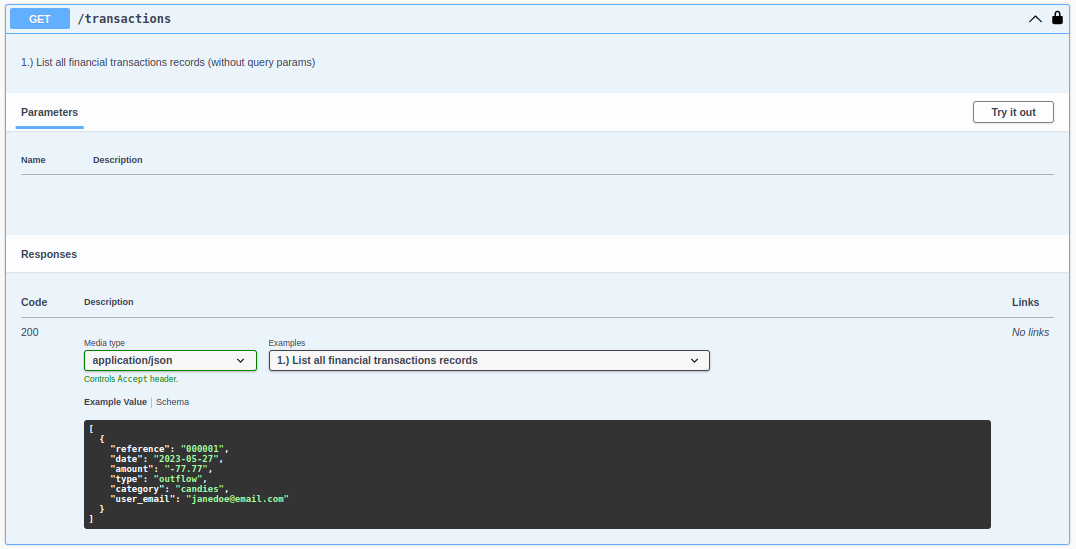 GET /transactions
1.) List all financial transactions records (without query params)
Parameters
Try it out
Name Description
Responses
Code Description Links
200 No links
Media type Examples
application/json 1.) List all financial transactions records
Controls Accept header.
Example Value Schema
[
  {
    "reference": "000001",
    "date": "2023-05-27",
    "amount": "-77.77",
    "type": "outflow",
    "category": "candies",
    "user_email": "janedoe@email.com"
  }
]